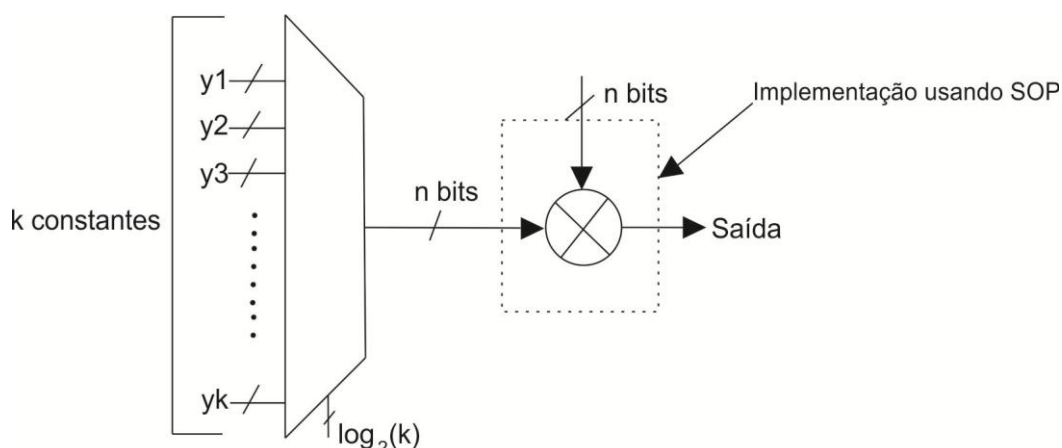 k constantes
y1
y2
y3
yk
log2(k)
n bits
n bits
Implementação usando SOP
Saída